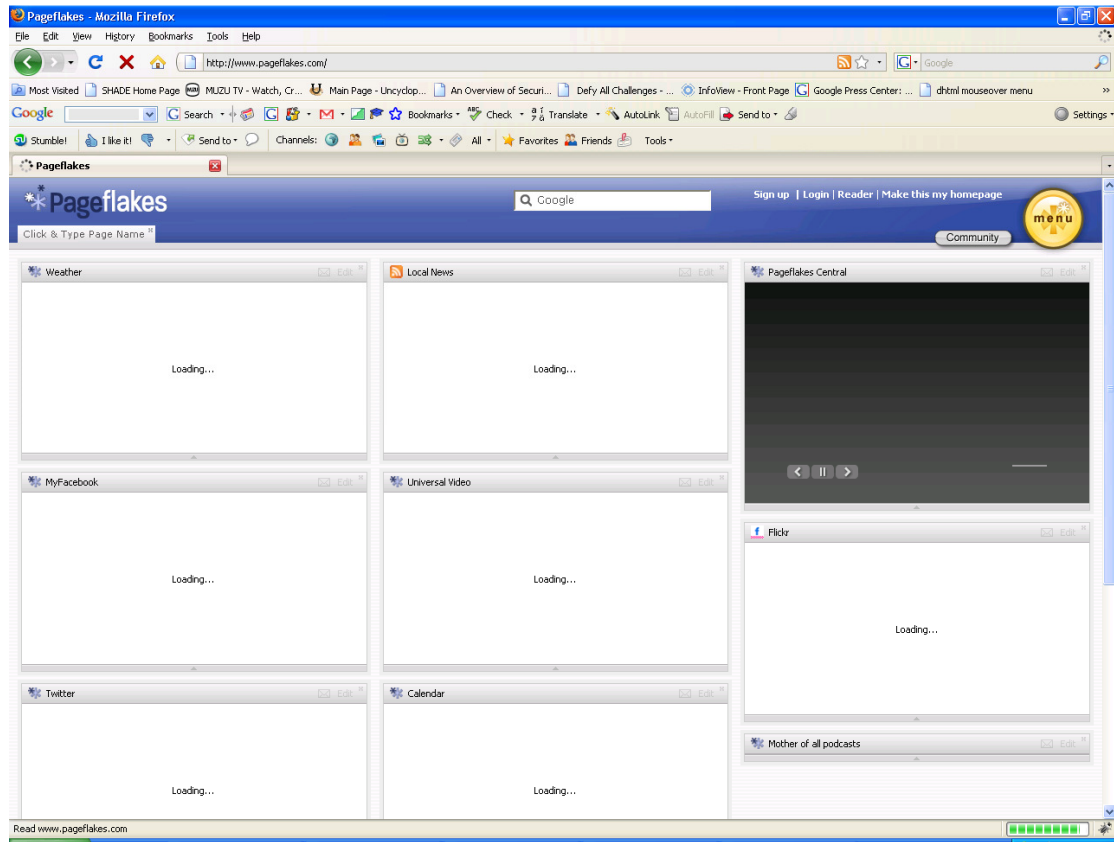 Pageflakes - Mozilla Firefox
File Edit View History Bookmarks Tools Help
http://www.pageflakes.com/ G Google
Most Visited SHADE Home Page MUZU TV - Watch, Cr... Main Page - Uncyclop... An Overview of Securi... Defy All Challenges - ... InfoView - Front Page Google Press Center: ... dhtml mouseover menu »
Google G Search G M Bookmarks Check Translate AutoLink AutoFill Send to Settings
Stumble! I like it! Send to Channels: All Favorites Friends Tools
Pageflakes
Pageflakes Google Sign up | Login | Reader | Make this my homepage
menu
Click & Type Page Name Community
Weather Edit Local News Edit Pageflakes Central Edit
Loading... Loading...
MyFacebook Edit Universal Video Edit
Flickr Edit
Loading... Loading...
Loading...
Twitter Edit Calendar Edit
Mother of all podcasts Edit
Loading... Loading...
Read www.pageflakes.com